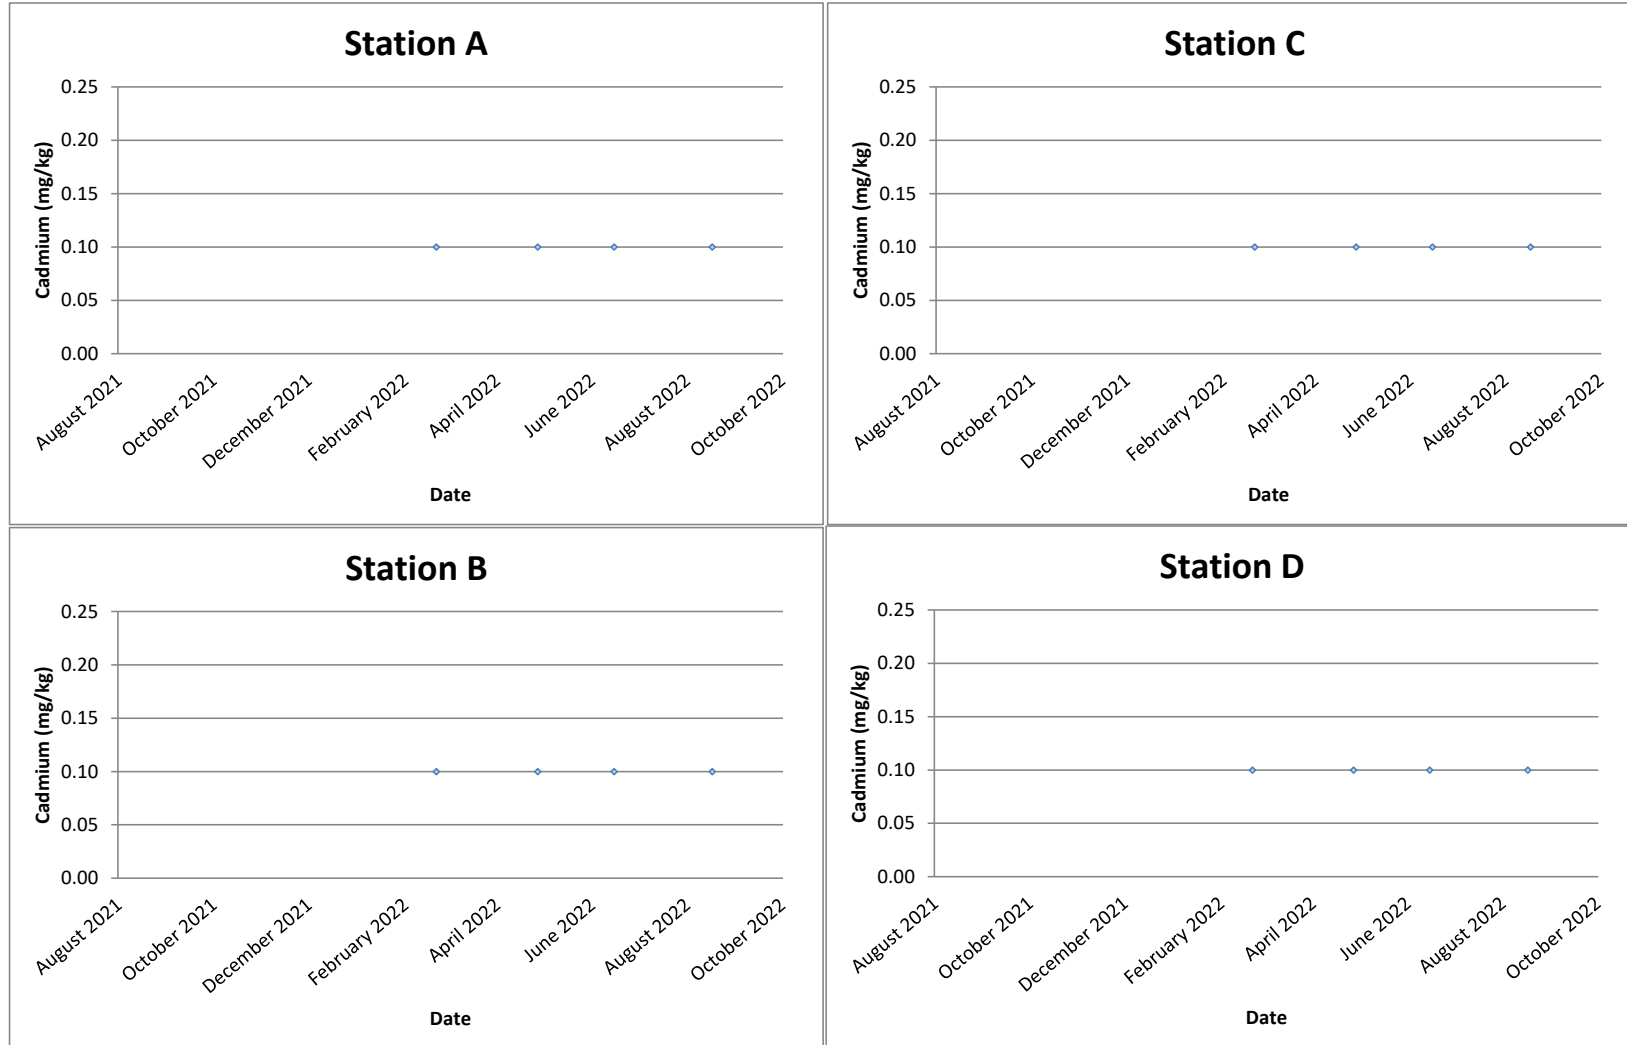 Station A
Cadmium (mg/kg)
0.25
0.20
0.15
0.10
0.05
0.00
August 2021
October 2021
December 2021
February 2022
April 2022
June 2022
August 2022
October 2022
Date
Station C
Cadmium (mg/kg)
0.25
0.20
0.15
0.10
0.05
0.00
August 2021
October 2021
December 2021
February 2022
April 2022
June 2022
August 2022
October 2022
Date
Station B
Cadmium (mg/kg)
0.25
0.20
0.15
0.10
0.05
0.00
August 2021
October 2021
December 2021
February 2022
April 2022
June 2022
August 2022
October 2022
Date
Station D
Cadmium (mg/kg)
0.25
0.20
0.15
0.10
0.05
0.00
August 2021
October 2021
December 2021
February 2022
April 2022
June 2022
August 2022
October 2022
Date